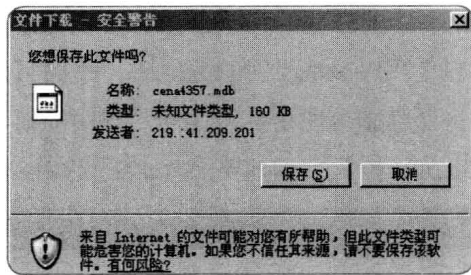 文件下载 - 安全警告
您想保存此文件吗?
名称: cenat357.mdb
类型: 未知文件类型, 160 KB
发送者: 219.:41.209.201
保存(S)
取消
来自 Internet 的文件可能对您有所帮助,但此文件类型可
能危害您的计算机。如果您不信任其来源,请不要保存该软
件。有何风险?